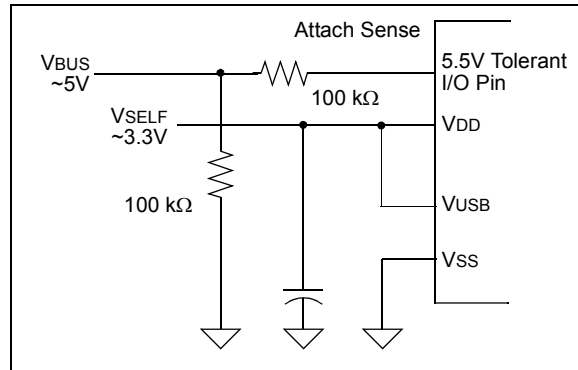 Attach Sense
VBUS
~5V
5.5V Tolerant
I/O Pin
100 kΩ
VSELF
~3.3V
VDD
100 kΩ
VUSB
VSS